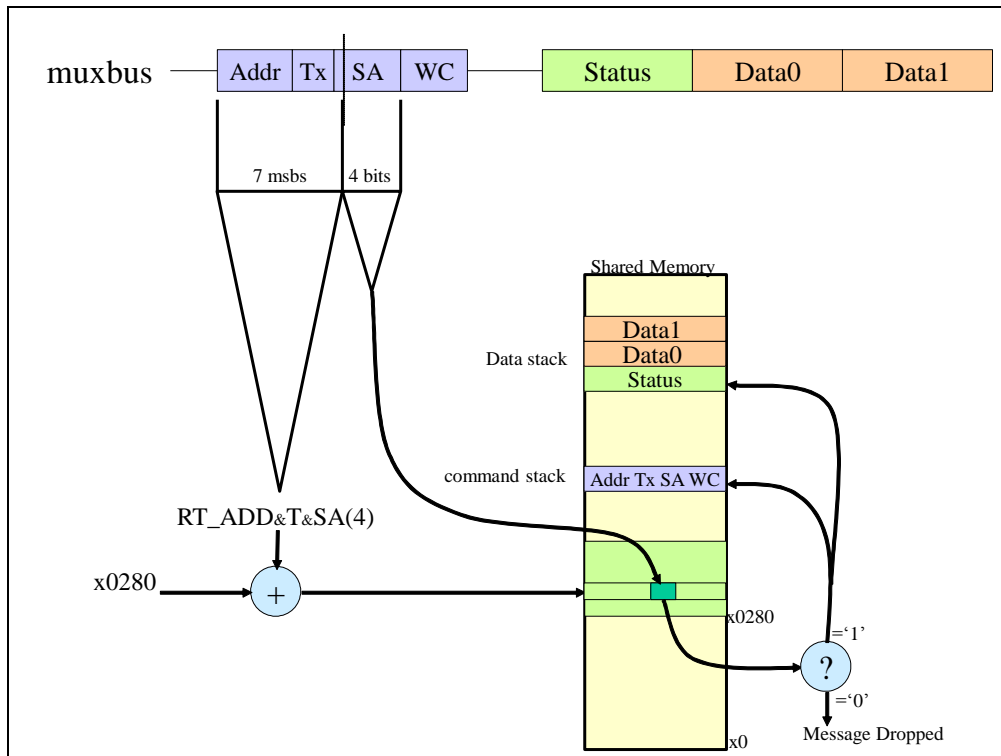 muxbus
Addr Tx SA WC
Status Data0 Data1
7 msbs 4 bits
Shared Memory
Data1
Data0
Data stack
Status
command stack
Addr Tx SA WC
RT_ADD&T&SA(4)
x0280
+
x0280
='1'
?
='0'
Message Dropped
x0